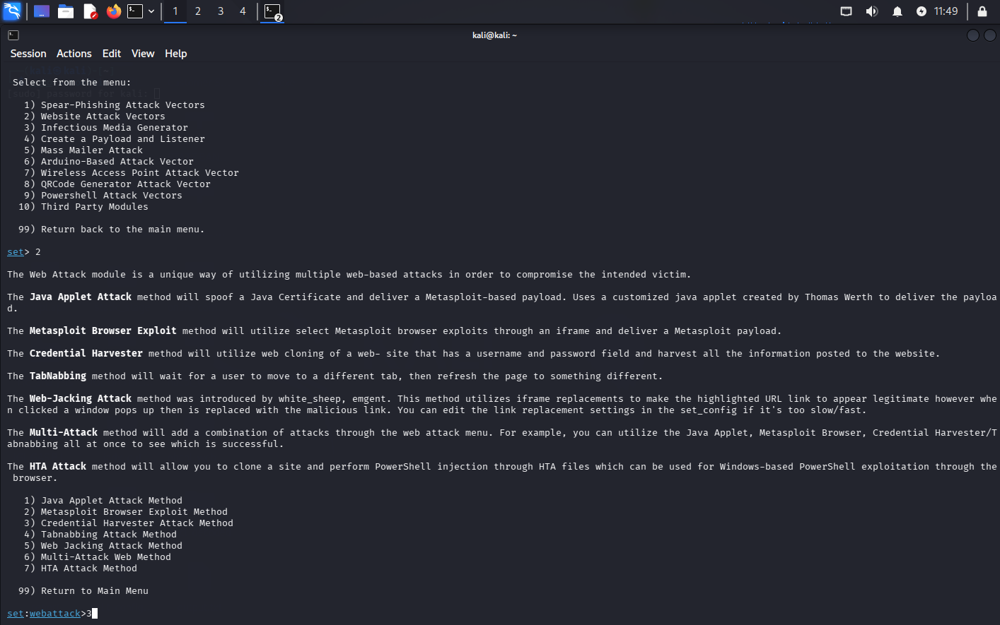 1 2 3 4 2 11:49
kali@kali: ~
Session Actions Edit View Help
Select from the menu:
[sudo] password for kali:
1) Spear-Phishing Attack Vectors
2) Website Attack Vectors
3) Infectious Media Generator
4) Create a Payload and Listener
5) Mass Mailer Attack
6) Arduino-Based Attack Vector
7) Wireless Access Point Attack Vector
8) QRCode Generator Attack Vector
9) Powershell Attack Vectors
10) Third Party Modules
99) Return back to the main menu.
set> 2
The Web Attack module is a unique way of utilizing multiple web-based attacks in order to compromise the intended victim.
The Java Applet Attack method will spoof a Java Certificate and deliver a Metasploit-based payload. Uses a customized java applet created by Thomas Werth to deliver the payloa
d.
The Metasploit Browser Exploit method will utilize select Metasploit browser exploits through an iframe and deliver a Metasploit payload.
The Credential Harvester method will utilize web cloning of a web- site that has a username and password field and harvest all the information posted to the website.
The TabNabbing method will wait for a user to move to a different tab, then refresh the page to something different.
The Web-Jacking Attack method was introduced by white_sheep, emgent. This method utilizes iframe replacements to make the highlighted URL link to appear legitimate however whe
n clicked a window pops up then is replaced with the malicious link. You can edit the link replacement settings in the set_config if it's too slow/fast.
The Multi-Attack method will add a combination of attacks through the web attack menu. For example, you can utilize the Java Applet, Metasploit Browser, Credential Harvester/T
abnabbing all at once to see which is successful.
The HTA Attack method will allow you to clone a site and perform PowerShell injection through HTA files which can be used for Windows-based PowerShell exploitation through the
browser.
1) Java Applet Attack Method
2) Metasploit Browser Exploit Method
3) Credential Harvester Attack Method
4) Tabnabbing Attack Method
5) Web Jacking Attack Method
6) Multi-Attack Web Method
7) HTA Attack Method
99) Return to Main Menu
set:webattack>3